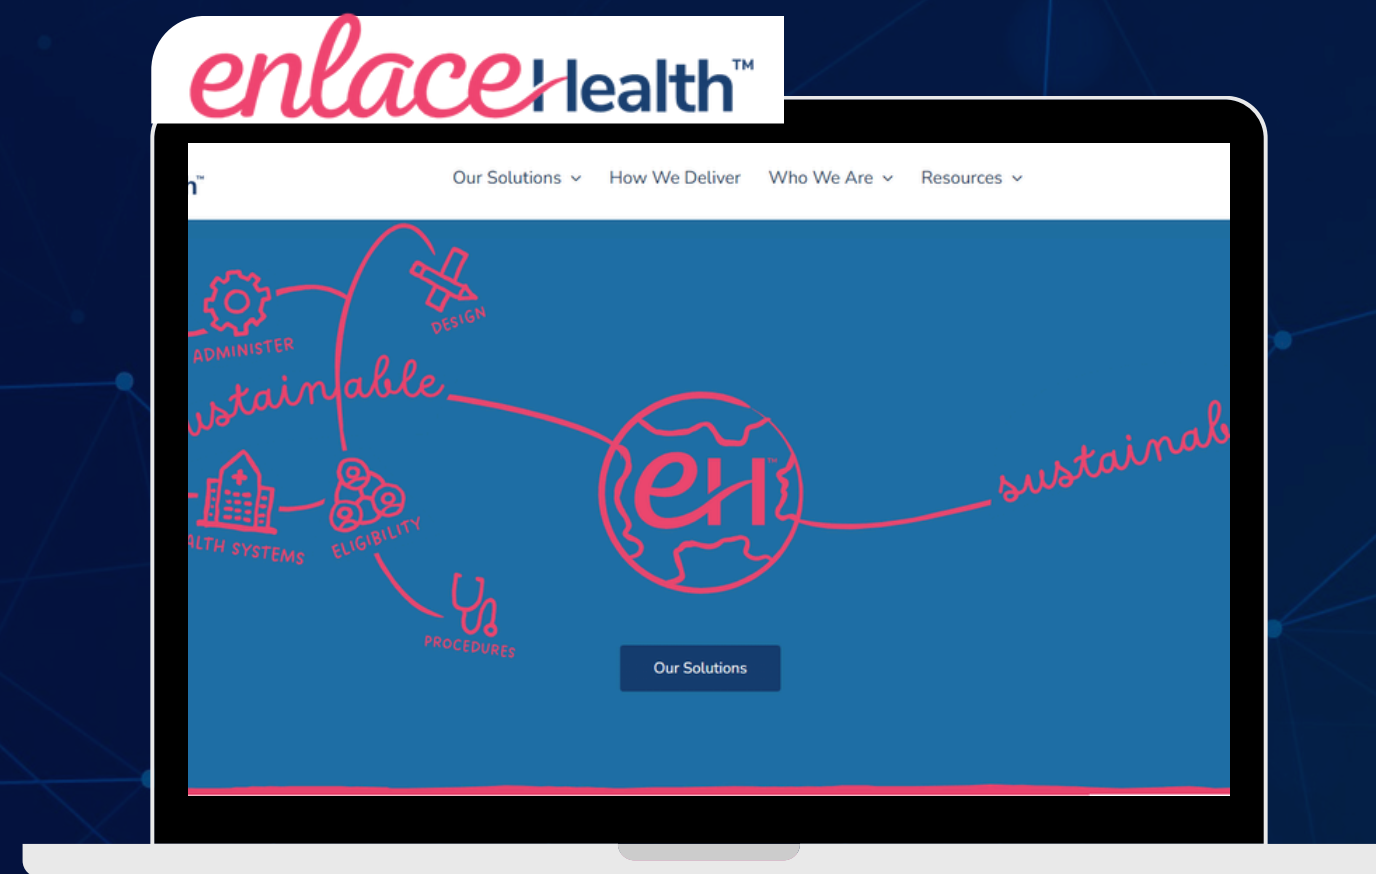 enlaceHealth™
h™
Our Solutions How We Deliver Who We Are Resources
DESIGN
ADMINISTER
ustainable
sustainab
eH™
ALTH SYSTEMS
ELIGIBILITY
PROCEDURES
Our Solutions